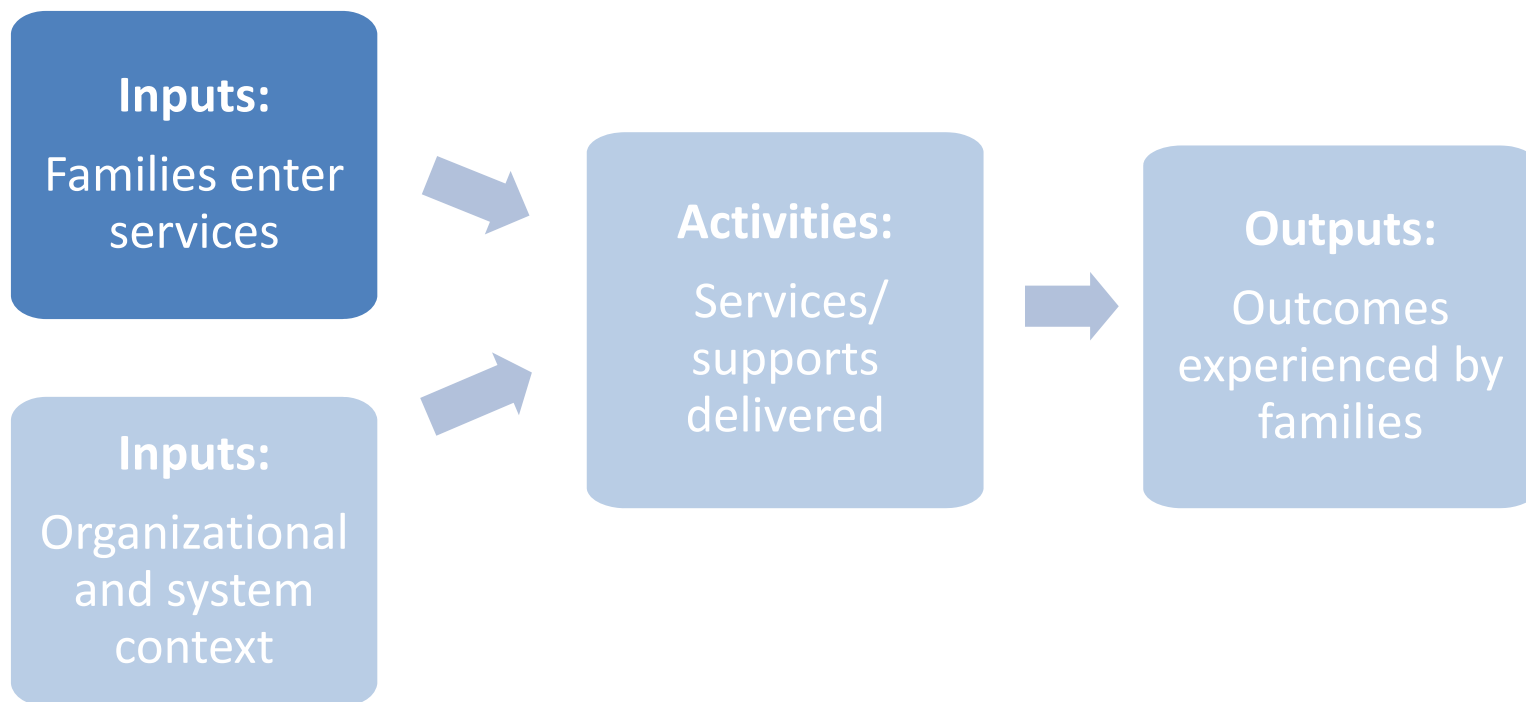 Inputs:
Families enter
services
Inputs:
Organizational
and system
context
Activities:
Services/
supports
delivered
Outputs:
Outcomes
experienced by
families